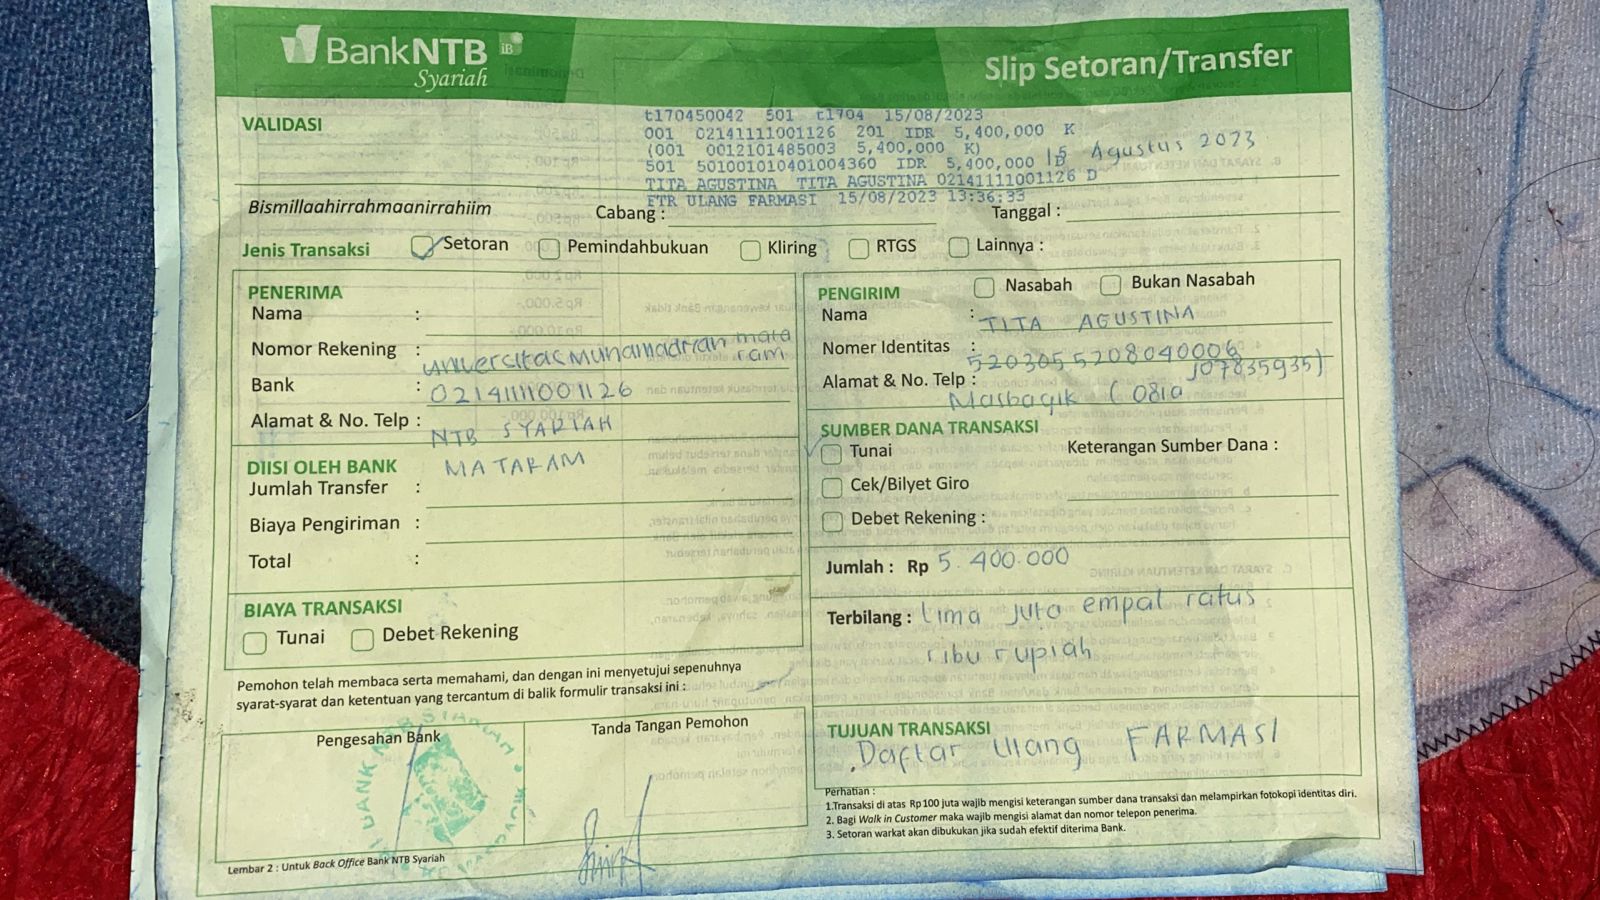 BankNTB iB
Syariah
Slip Setoran/Transfer
VALIDASI
t170450042 501 t1704 15/08/2023
001 02141111001126 201 IDR 5,400,000 K
(001 0012101485003 5,400,000 K)
501 501001010401004360 IDR 5,400,000 D
15 Agustus 2023
TITA AGUSTINA TITA AGUSTINA 02141111001126 D
FTR ULANG FARMASI 15/08/2023 13:36:33
Bismillaahirrahmaanirrahiim
Cabang :
Tanggal :
Jenis Transaksi
Setoran
Pemindahbukuan
Kliring
RTGS
Lainnya :
PENERIMA
Nama :
Nomor Rekening : universitas muhamadiyah mata
ram
Bank : 02141111001126
Alamat & No. Telp : NTB SYARIAH
MATARAM
DIISI OLEH BANK
Jumlah Transfer :
Biaya Pengiriman :
Total :
BIAYA TRANSAKSI
Tunai
Debet Rekening
Pemohon telah membaca serta memahami, dan dengan ini menyetujui sepenuhnya
syarat-syarat dan ketentuan yang tercantum di balik formulir transaksi ini :
Pengesahan Bank
Tanda Tangan Pemohon
Lembar 2 : Untuk Back Office Bank NTB Syariah
PENGIRIM
Nasabah
Bukan Nasabah
Nama : TITA AGUSTINA
Nomer Identitas : 5203055208040006
Alamat & No. Telp : Masbagik
SUMBER DANA TRANSAKSI
Tunai
Keterangan Sumber Dana :
Cek/Bilyet Giro
Debet Rekening :
Jumlah : Rp 5.400.000
Terbilang : Lima juta empat ratus
ribu rupiah
TUJUAN TRANSAKSI
Daftar Ulang FARMASI
Perhatian :
1.Transaksi di atas Rp100 juta wajib mengisi keterangan sumber dana transaksi dan melampirkan fotokopi identitas diri.
2. Bagi Walk in Customer maka wajib mengisi alamat dan nomor telepon penerima.
3. Setoran warkat akan dibukukan jika sudah efektif diterima Bank.